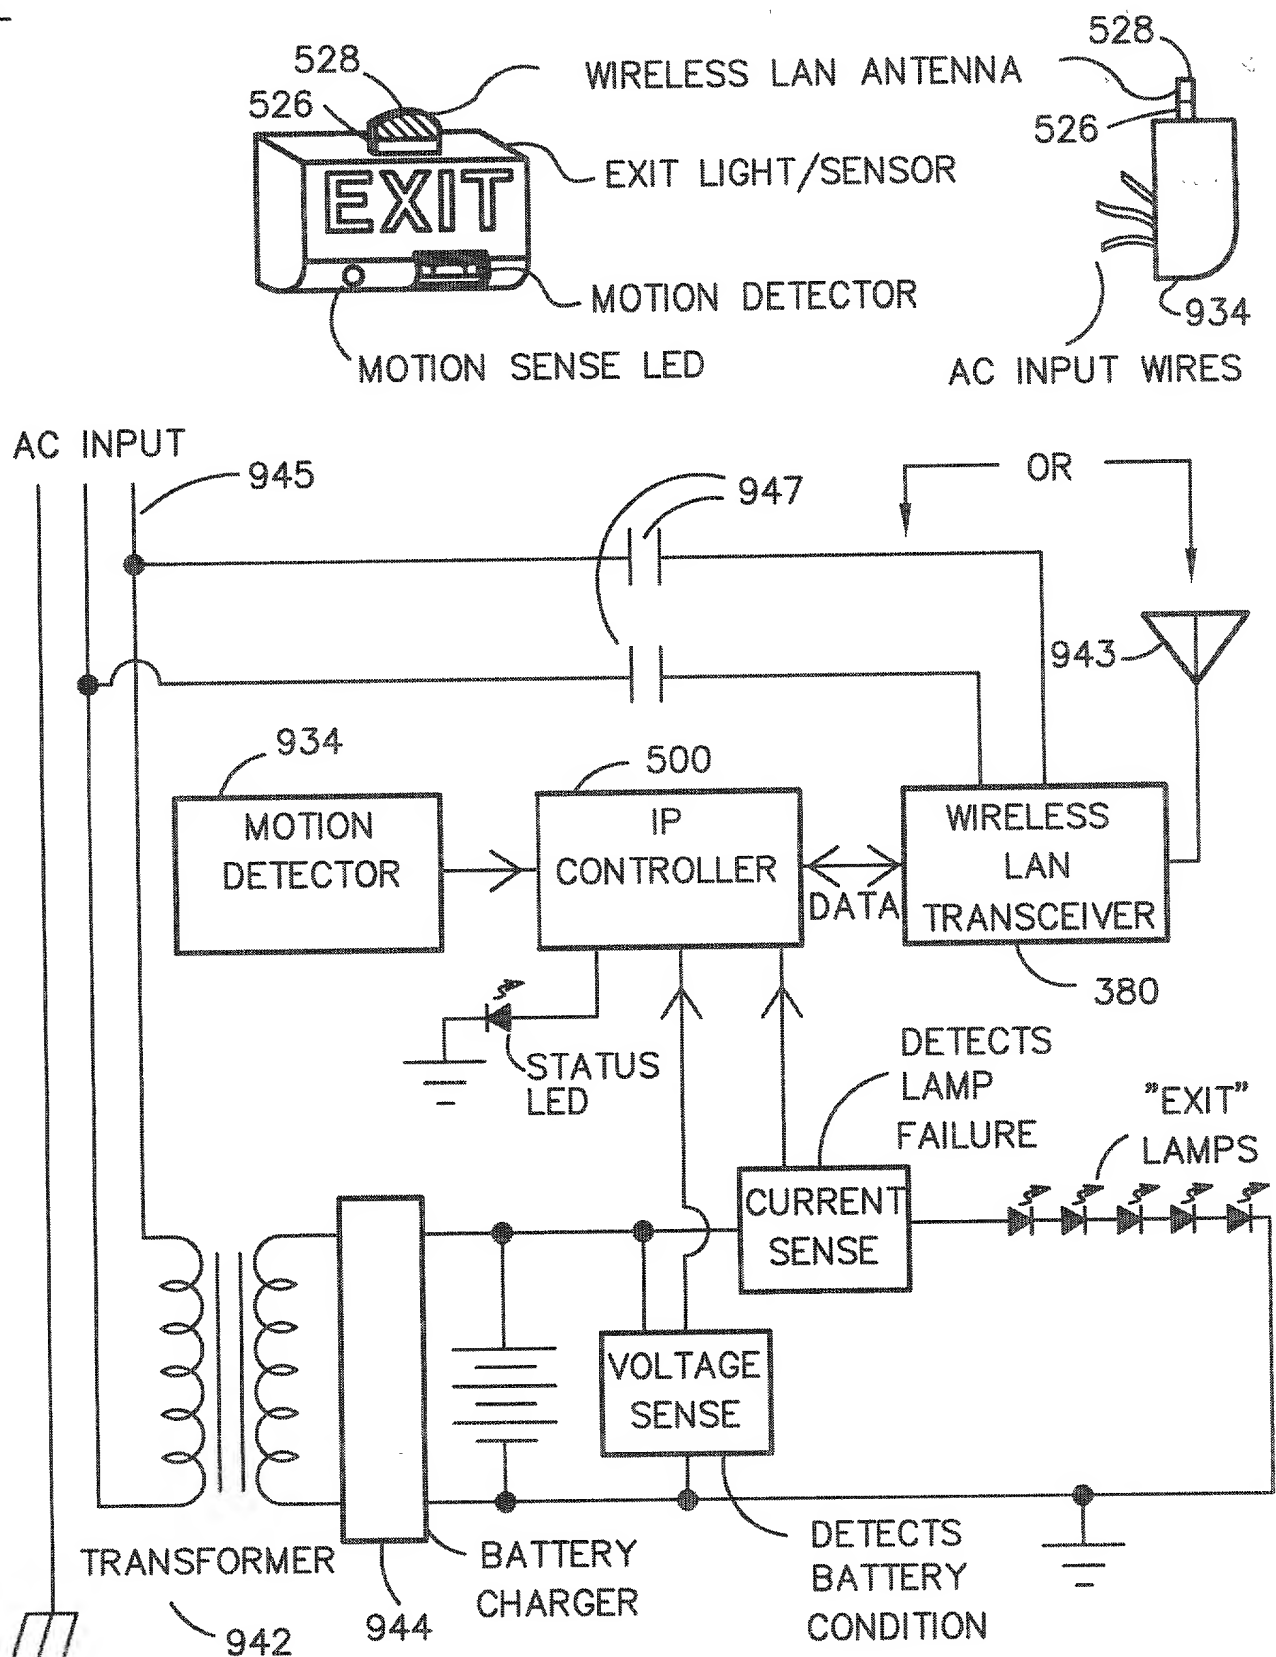 528
528
WIRELESS LAN ANTENNA
526
526
EXIT LIGHT/SENSOR
EXIT
MOTION DETECTOR
934
MOTION SENSE LED
AC INPUT WIRES
AC INPUT
945
947
OR
943
934
500
MOTION
DETECTOR
IP
CONTROLLER
DATA
WIRELESS
LAN
TRANSCEIVER
380
STATUS
LED
DETECTS
LAMP
FAILURE
"EXIT"
LAMPS
CURRENT
SENSE
VOLTAGE
SENSE
TRANSFORMER
942
944
BATTERY
CHARGER
DETECTS
BATTERY
CONDITION